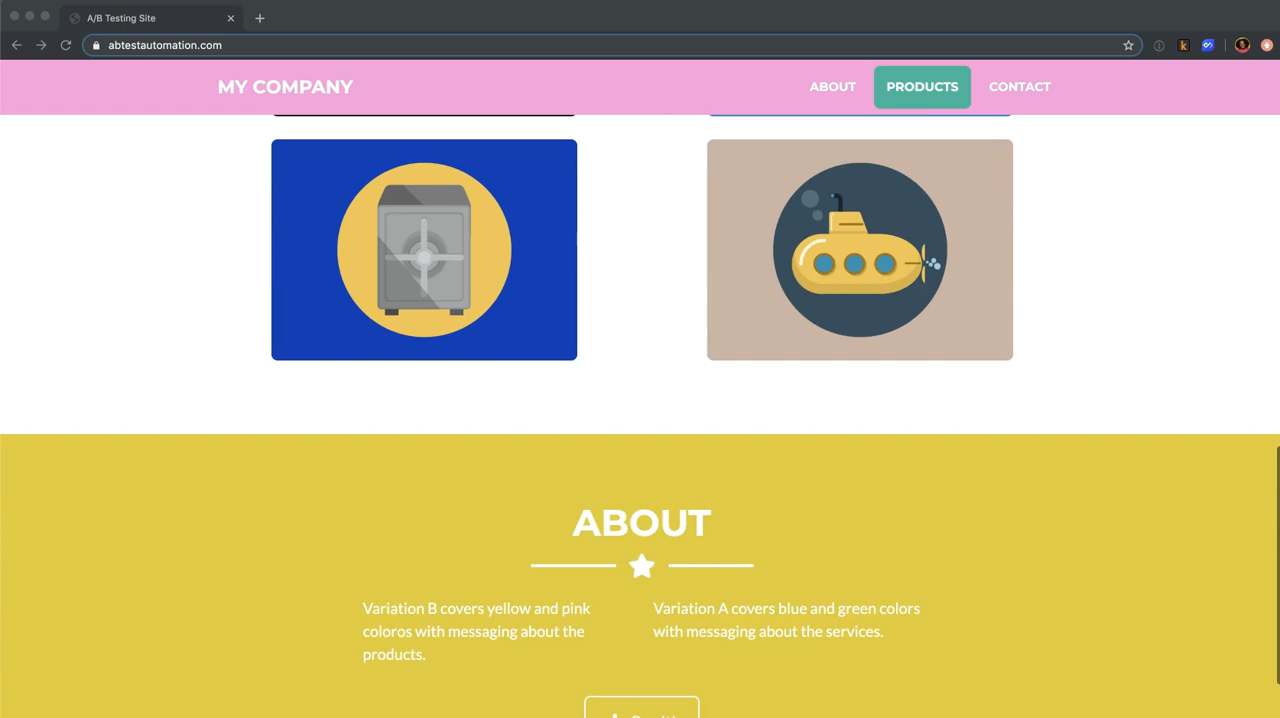 A/B Testing Site
abtestautomation.com
MY COMPANY
ABOUT
PRODUCTS
CONTACT
ABOUT
Variation B covers yellow and pink
coloros with messaging about the
products.
Variation A covers blue and green colors
with messaging about the services.